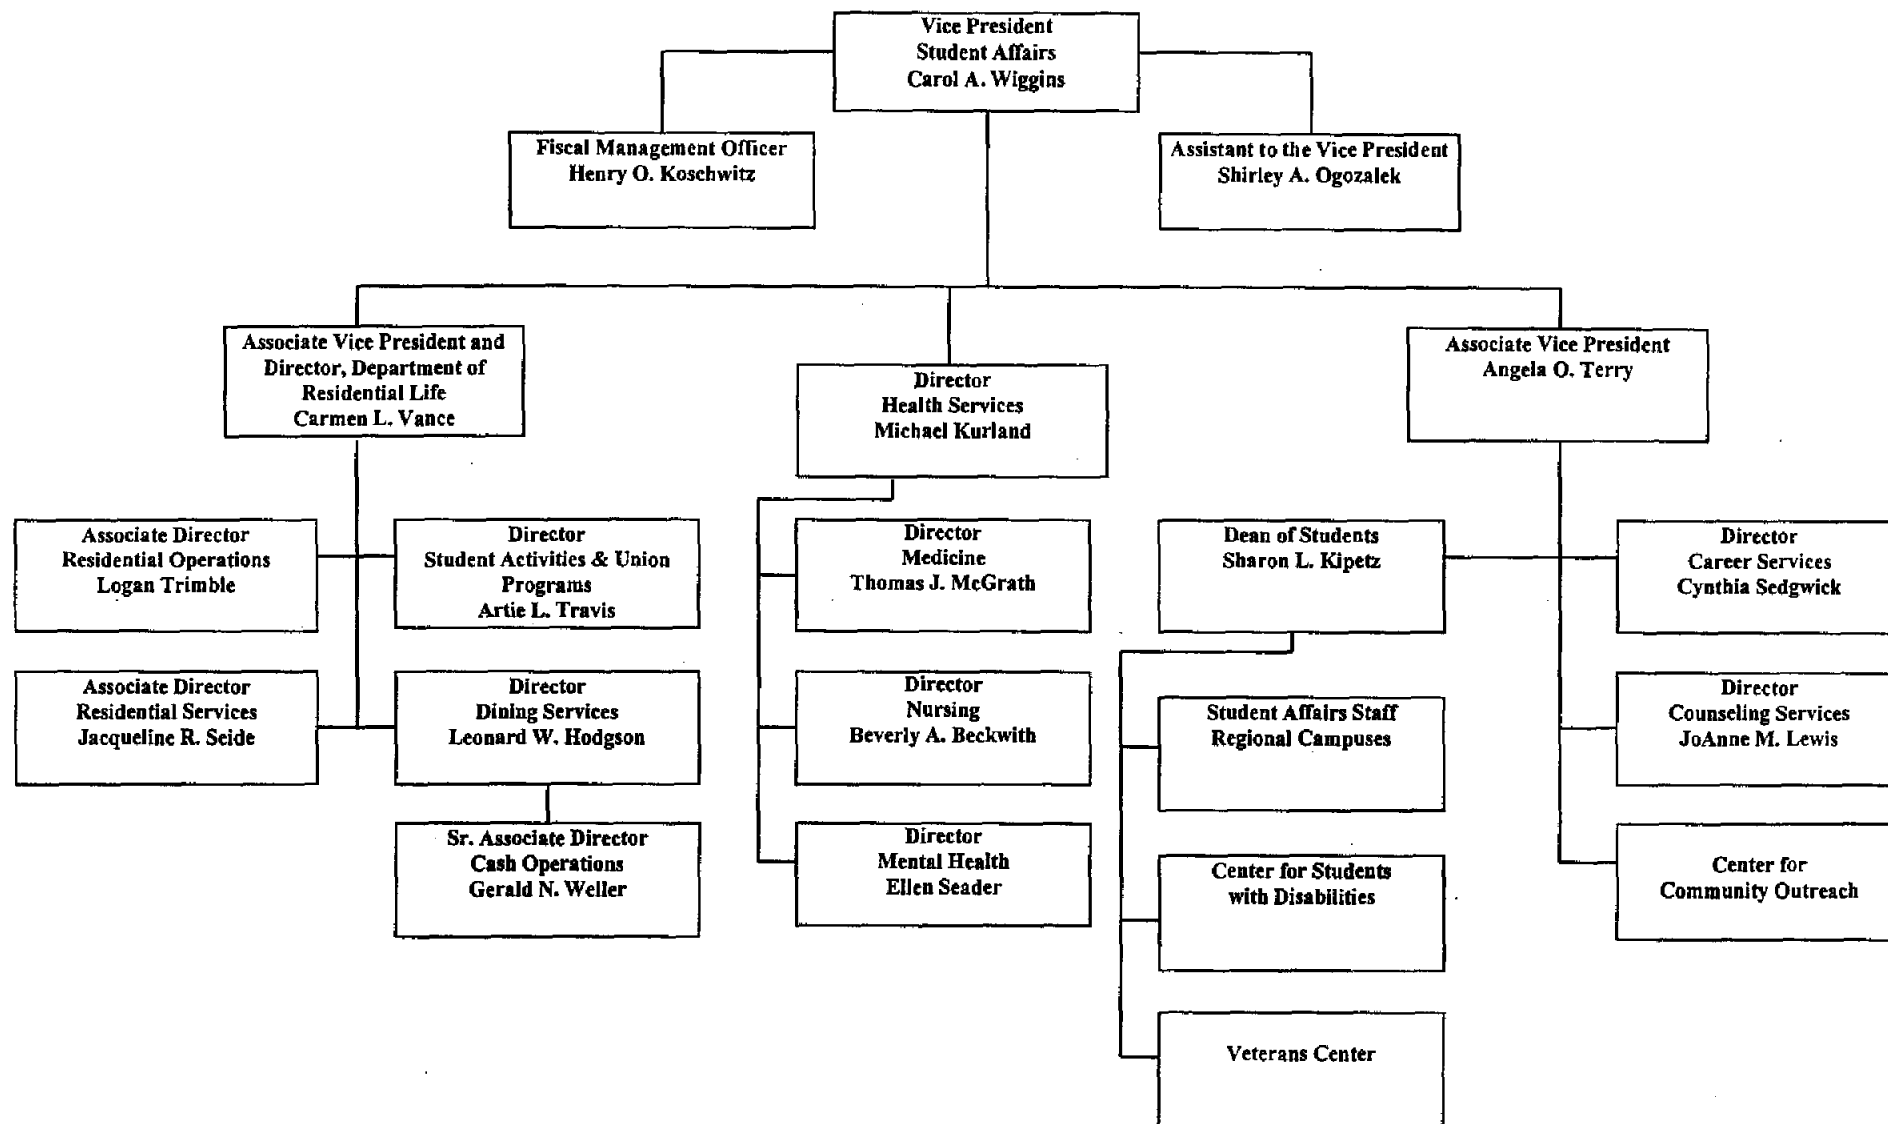 Vice President
Student Affairs
Carol A. Wiggins
Fiscal Management Officer
Henry O. Koschwitz
Assistant to the Vice President
Shirley A. Ogozalek
Associate Vice President and
Director, Department of
Residential Life
Carmen L. Vance
Director
Health Services
Michael Kurland
Associate Vice President
Angela O. Terry
Associate Director
Residential Operations
Logan Trimble
Director
Student Activities & Union
Programs
Artie L. Travis
Director
Medicine
Thomas J. McGrath
Dean of Students
Sharon L. Kipetz
Director
Career Services
Cynthia Sedgwick
Associate Director
Residential Services
Jacqueline R. Seide
Director
Dining Services
Leonard W. Hodgson
Director
Nursing
Beverly A. Beckwith
Student Affairs Staff
Regional Campuses
Director
Counseling Services
JoAnne M. Lewis
Sr. Associate Director
Cash Operations
Gerald N. Weller
Director
Mental Health
Ellen Seader
Center for Students
with Disabilities
Center for
Community Outreach
Veterans Center